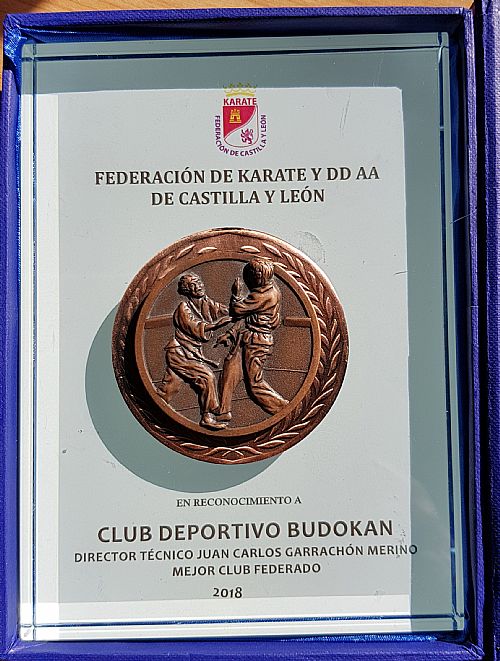 KARATE
FEDERACIÓN DE CASTILLA Y LEÓN
FEDERACIÓN DE KARATE Y DD AA
DE CASTILLA Y LEÓN
EN RECONOCIMIENTO A
CLUB DEPORTIVO BUDOKAN
DIRECTOR TÉCNICO JUAN CARLOS GARRACHÓN MERINO
MEJOR CLUB FEDERADO
2018